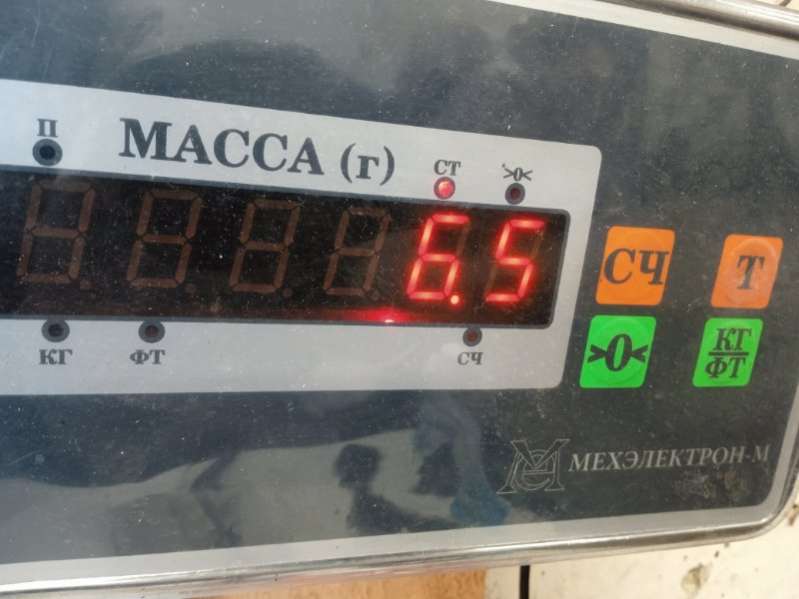 П
МАССА (г)
СТ
>0<
6.5
КГ
ФТ
СЧ
СЧ
Т
>0<
КГ
ФТ
МЕХЭЛЕКТРОН-М